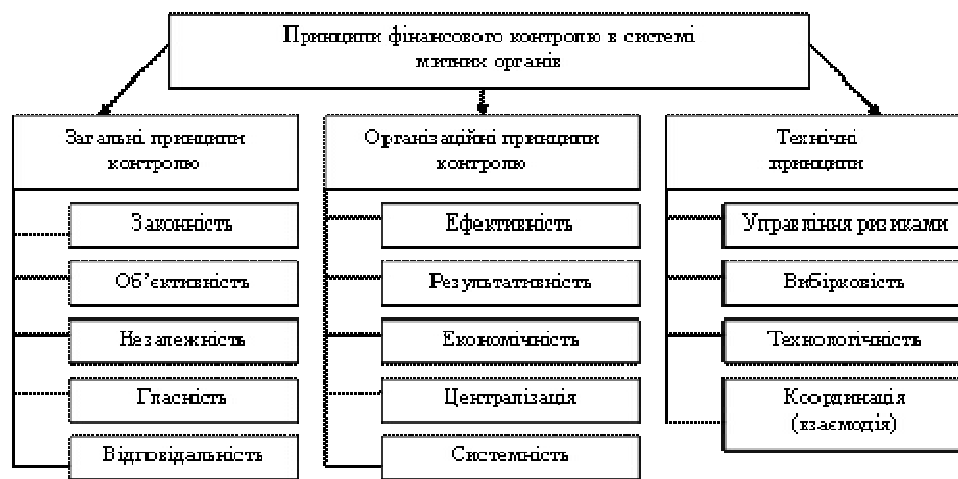 Принципи фінансового контролю в системі
митних органів
Загальні принципи
контролю
Законність
Об’єктивність
Незалежність
Гласність
Відповідальність
Організаційні принципи
контролю
Ефективність
Результативність
Економічність
Централізація
Системність
Технічні
принципи
Управління ризиками
Вибірковість
Технологічність
Координація
(взаємодія)